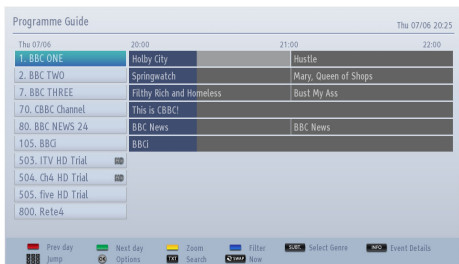 Programme Guide
Thu 07/06 20:25
Thu 07/06 20:00 21:00 22:00
1. BBC ONE Holby City Hustle
2. BBC TWO Springwatch Mary, Queen of Shops
7. BBC THREE Filthy Rich and Homeless Bust My Ass
70. CBBC Channel This is CBBC!
80. BBC NEWS 24 BBC News BBC News
105. BBCi BBCi
503. ITV HD Trial
504. Ch4 HD Trial
505. five HD Trial
800. Rete4
Prev day Next day Zoom Filter SUBT. Select Genre INFO Event Details
Jump OK Options TXT Search SWAP Now